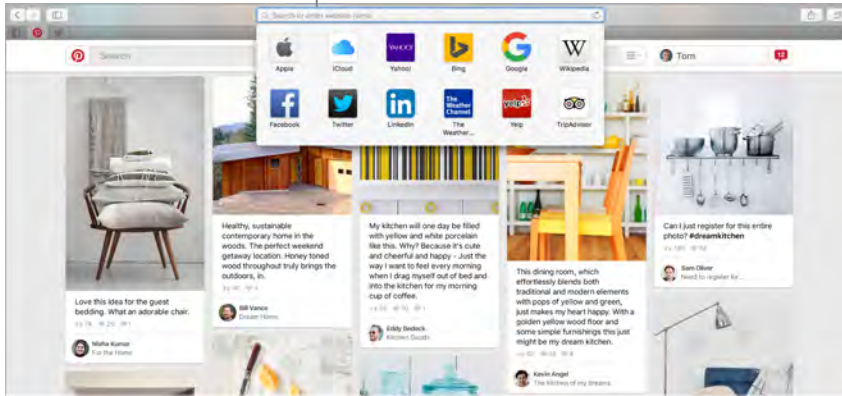 Search or enter website name
Apple
iCloud
Yahoo!
Bing
Google
Wikipedia
Facebook
Twitter
LinkedIn
The Weather...
Yelp
TripAdvisor
YAHOO!
W
The Weather Channel
yelp
in
Search
Tom
12
Love this idea for the guest
bedding. What an adorable chair.
Misha Kumar
For the Home
Healthy, sustainable
contemporary home in the
woods. The perfect weekend
getaway location. Honey toned
wood throughout truly brings the
outdoors, in.
Bill Vance
Dream Home
My kitchen will one day be filled
with yellow and white porcelain
like this. Why? Because it's cute
and cheerful and happy - Just the
way I want to feel every morning
when I drag myself out of bed and
into the kitchen for my morning
cup of coffee.
Eddy Bedock
Kitchen Goods
This dining room, which
effortlessly blends both
traditional and modern elements
with pops of yellow and green,
just makes my heart happy. With a
golden yellow wood floor and
some simple furnishings this just
might be my dream kitchen.
Kevin Angel
The kitchen of my dreams
Can I just register for this entire
photo? #dreamkitchen
Sam Oliver
Need to register for...